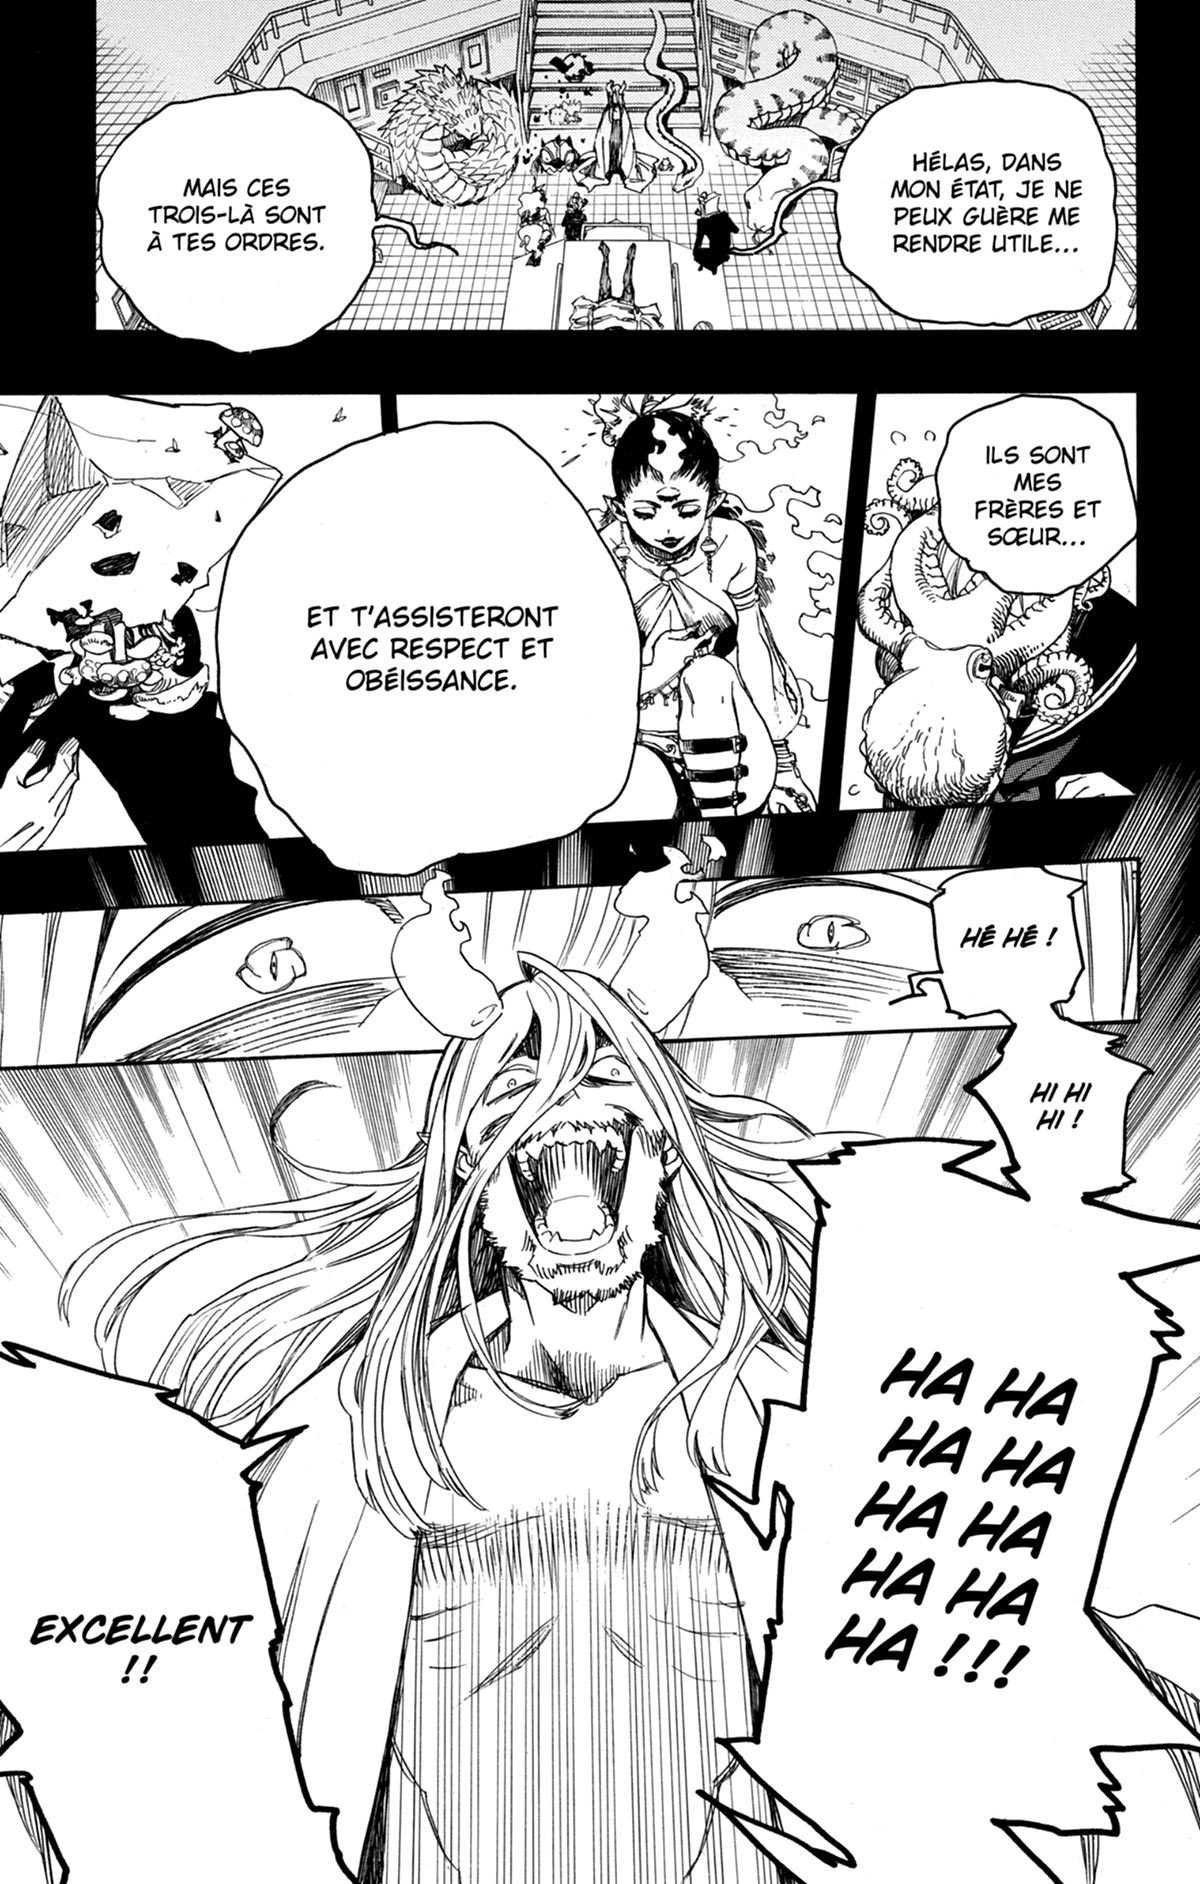 HÉLAS, DANS
MON ÉTAT, JE NE
PEUX GUÈRE ME
RENDRE UTILE...
MAIS CES
TROIS-LÀ SONT
À TES ORDRES.
ILS SONT
MES
FRÈRES ET
SŒUR...
ET T'ASSISTERONT
AVEC RESPECT ET
OBÉISSANCE.
HÉ HÉ !
HI HI
HI !
HA HA
HA HA
HA HA
HA HA
HA !!!
EXCELLENT
!!